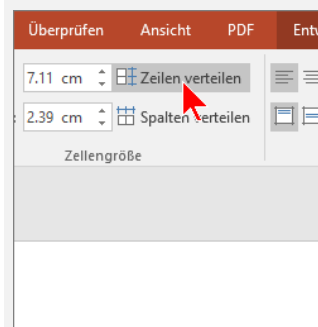 Überprüfen Ansicht PDF
7.11 cm Zeilen verteilen
2.39 cm Spalten verteilen
Zellengröße